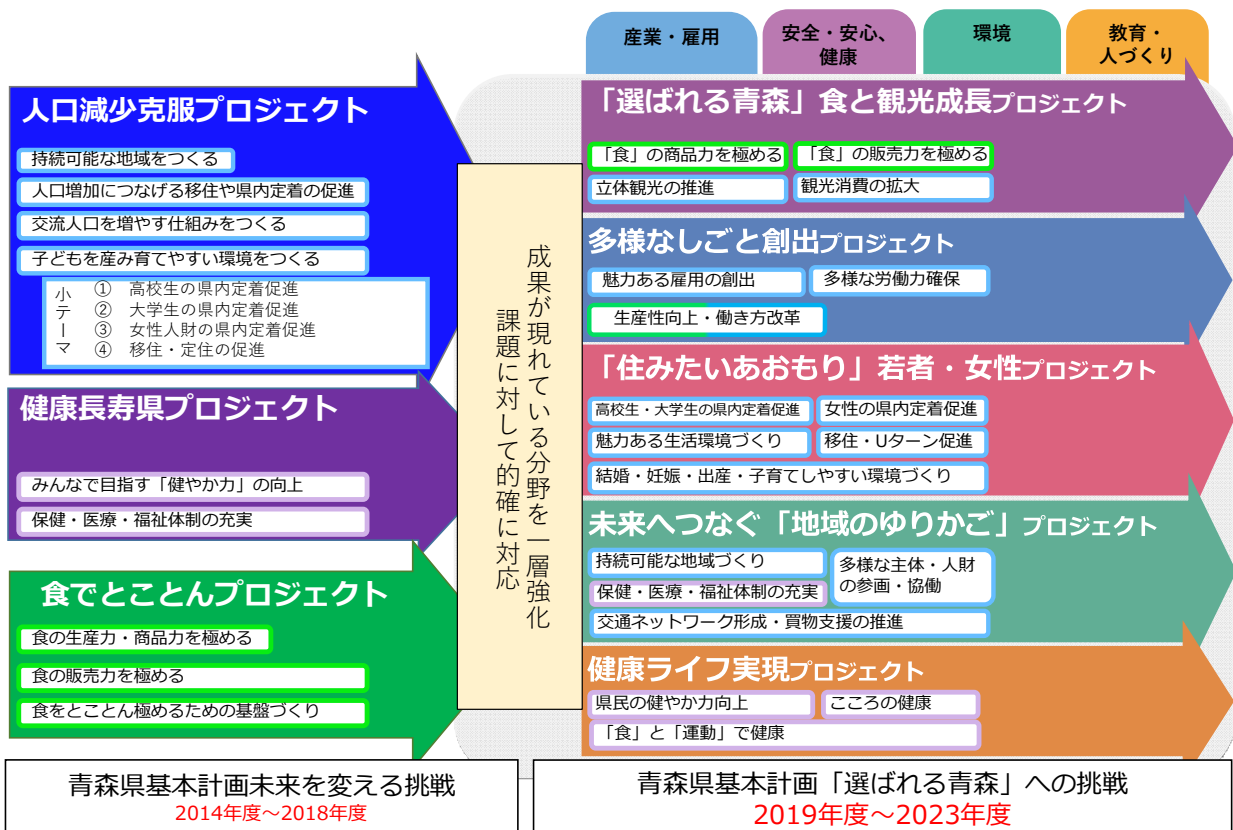 産業・雇用
安全・安心、
健康
環境
教育・
人づくり
人口減少克服プロジェクト
持続可能な地域をつくる
人口増加につなげる移住や県内定着の促進
交流人口を増やす仕組みをつくる
子どもを産み育てやすい環境をつくる
小テーマ
① 高校生の県内定着促進
② 大学生の県内定着促進
③ 女性人財の県内定着促進
④ 移住・定住の促進
健康長寿県プロジェクト
みんなで目指す「健やか力」の向上
保健・医療・福祉体制の充実
食でとことんプロジェクト
食の生産力・商品力を極める
食の販売力を極める
食をとことん極めるための基盤づくり
青森県基本計画未来を変える挑戦
2014年度～2018年度
成果が現れている分野を一層強化
課題に対して的確に対応
「選ばれる青森」食と観光成長プロジェクト
「食」の商品力を極める
「食」の販売力を極める
立体観光の推進
観光消費の拡大
多様なしごと創出プロジェクト
魅力ある雇用の創出
多様な労働力確保
生産性向上・働き方改革
「住みたいあおもり」若者・女性プロジェクト
高校生・大学生の県内定着促進
女性の県内定着促進
魅力ある生活環境づくり
移住・Uターン促進
結婚・妊娠・出産・子育てしやすい環境づくり
未来へつなぐ「地域のゆりかご」プロジェクト
持続可能な地域づくり
多様な主体・人財
の参画・協働
保健・医療・福祉体制の充実
交通ネットワーク形成・買物支援の推進
健康ライフ実現プロジェクト
県民の健やか力向上
こころの健康
「食」と「運動」で健康
青森県基本計画「選ばれる青森」への挑戦
2019年度～2023年度